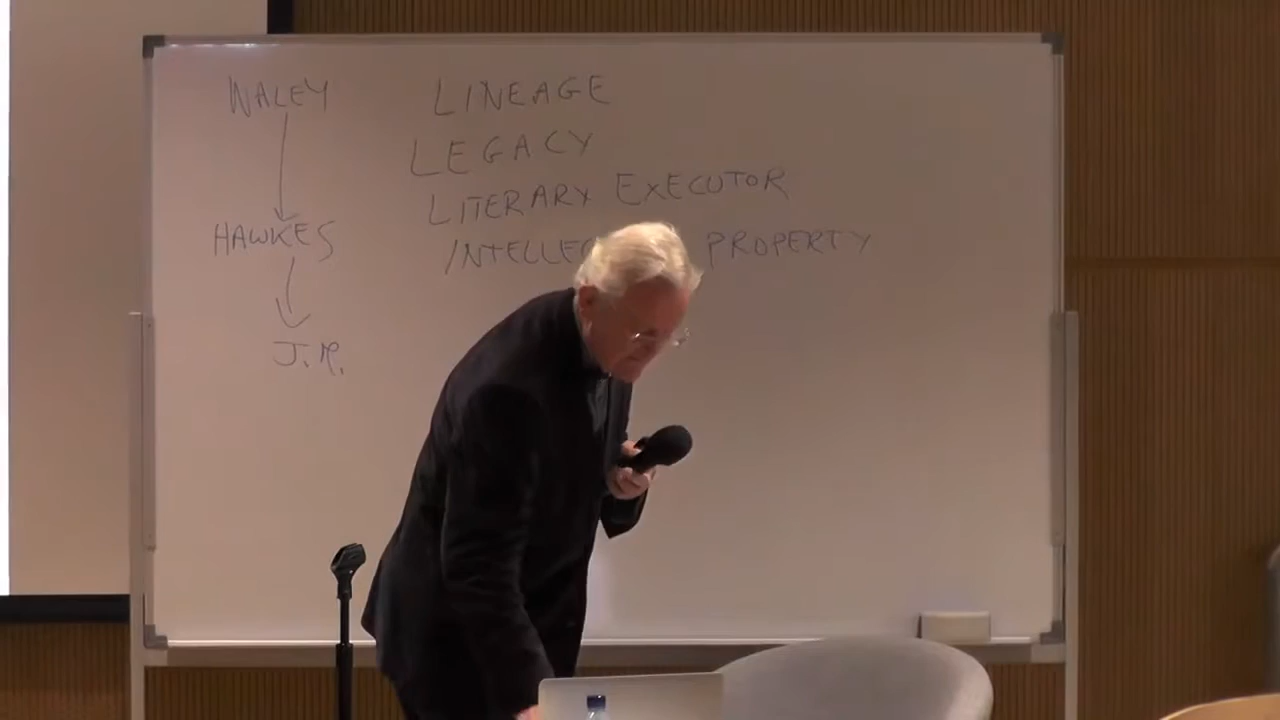 WALEY
HAWKES
J.M.
LINEAGE
LEGACY
LITERARY EXECUTOR
PROPERTY